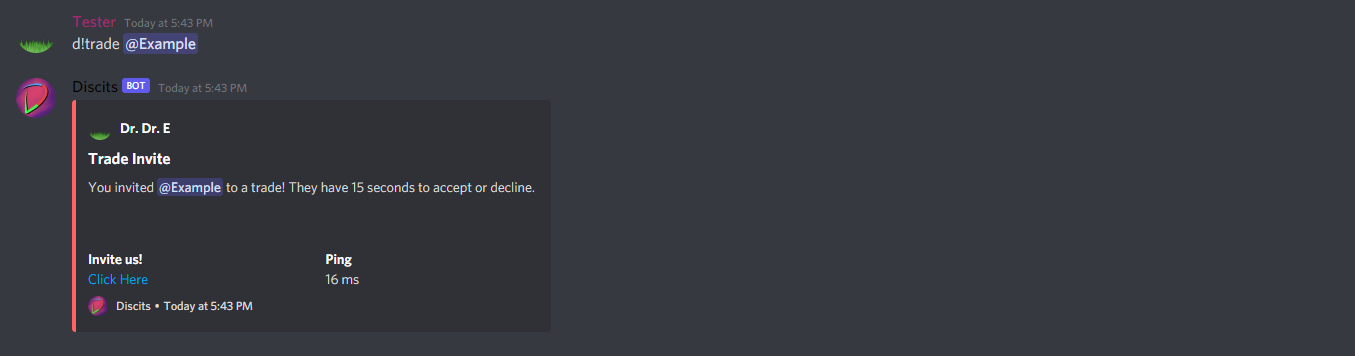 Tester Today at 5:43 PM
d!trade @Example
Discits BOT Today at 5:43 PM
Dr. Dr. E
Trade Invite
You invited @Example to a trade! They have 15 seconds to accept or decline.
Invite us! Ping
Click Here 16 ms
Discits • Today at 5:43 PM